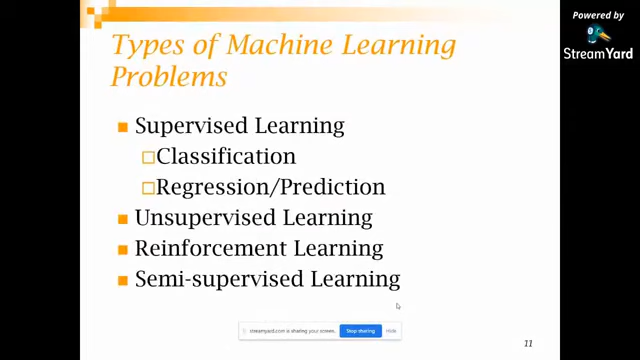 Powered by
StreamYard
Types of Machine Learning
Problems
Supervised Learning
Classification
Regression/Prediction
Unsupervised Learning
Reinforcement Learning
Semi-supervised Learning
streamyard.com is sharing your screen.
Stop sharing
Hide
11